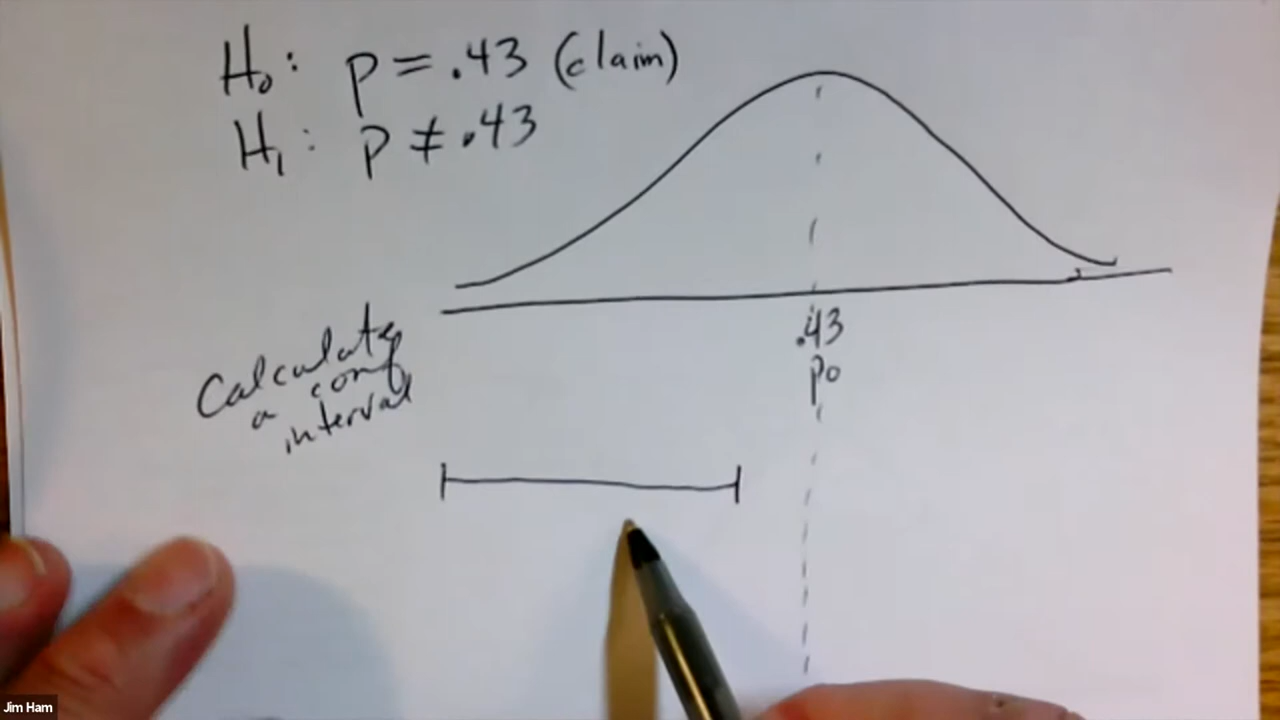 H₀: p = .43 (claim)
H₁: p ≠ .43
.43
p₀
Calculate
a conf
interval
Jim Ham